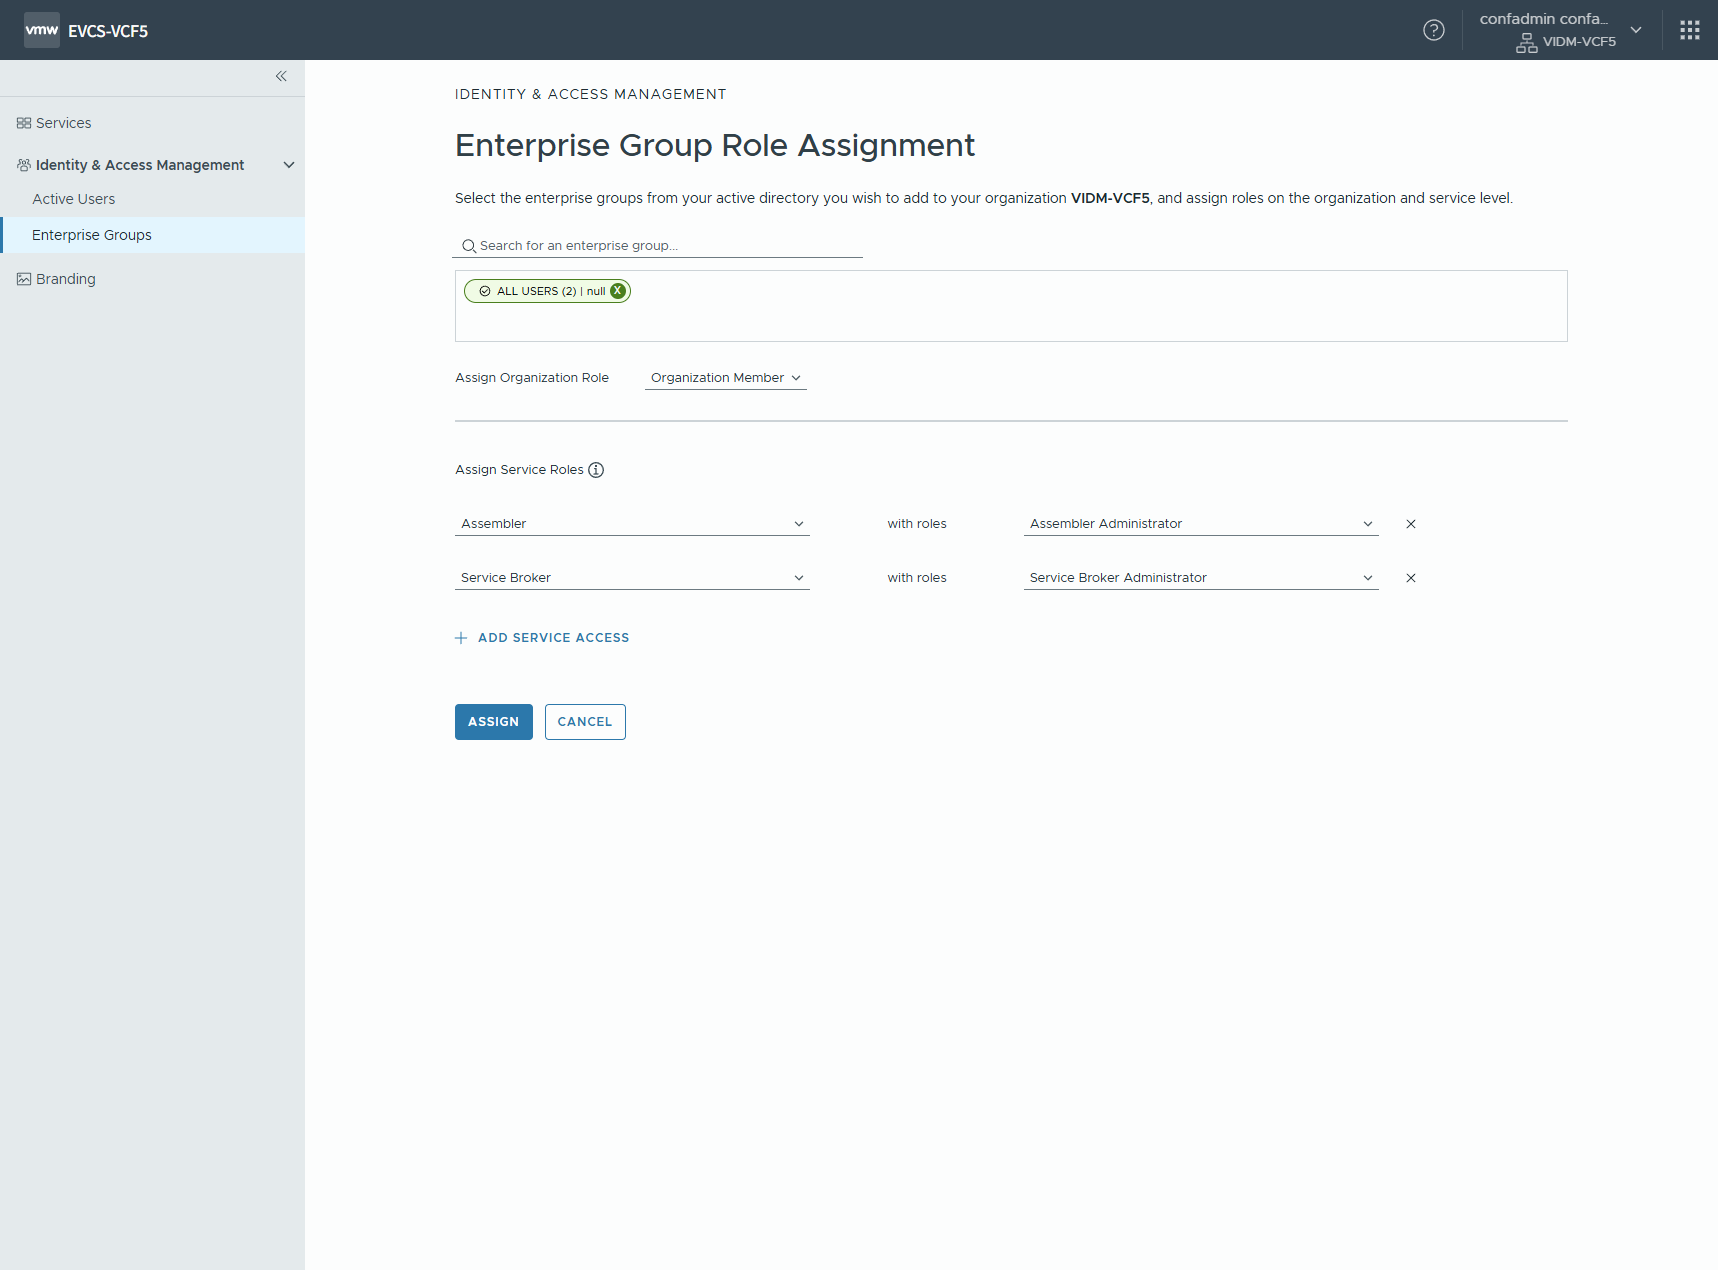 vmw EVCS-VCF5
confadmin confa...
VIDM-VCF5
Services
Identity & Access Management
Active Users
Enterprise Groups
Branding
IDENTITY & ACCESS MANAGEMENT
Enterprise Group Role Assignment
Select the enterprise groups from your active directory you wish to add to your organization VIDM-VCF5, and assign roles on the organization and service level.
Search for an enterprise group...
ALL USERS (2) | null X
Assign Organization Role Organization Member
Assign Service Roles
Assembler with roles Assembler Administrator
Service Broker with roles Service Broker Administrator
ADD SERVICE ACCESS
ASSIGN CANCEL